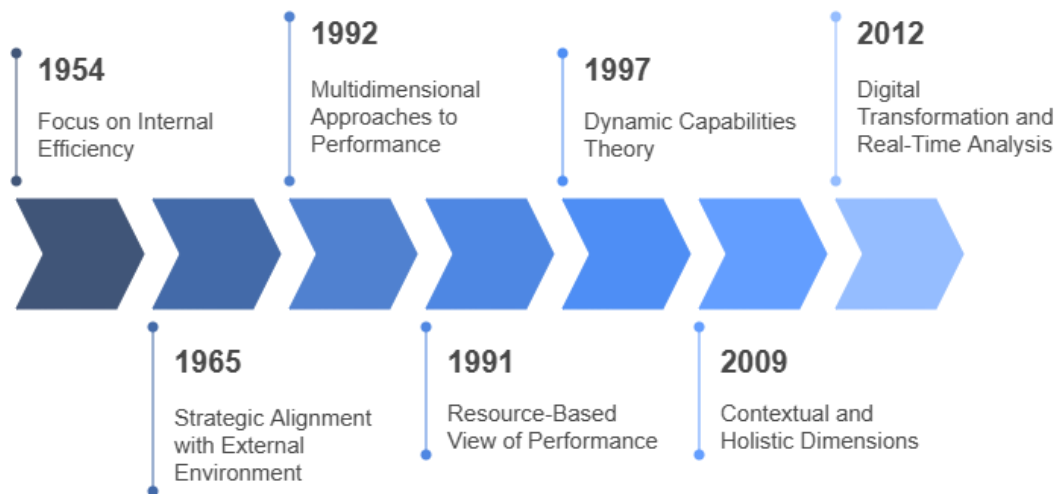 1954
Focus on Internal
Efficiency
1992
Multidimensional
Approaches to
Performance
1997
Dynamic Capabilities
Theory
2012
Digital
Transformation and
Real-Time Analysis
1965
Strategic Alignment
with External
Environment
1991
Resource-Based
View of Performance
2009
Contextual and
Holistic Dimensions